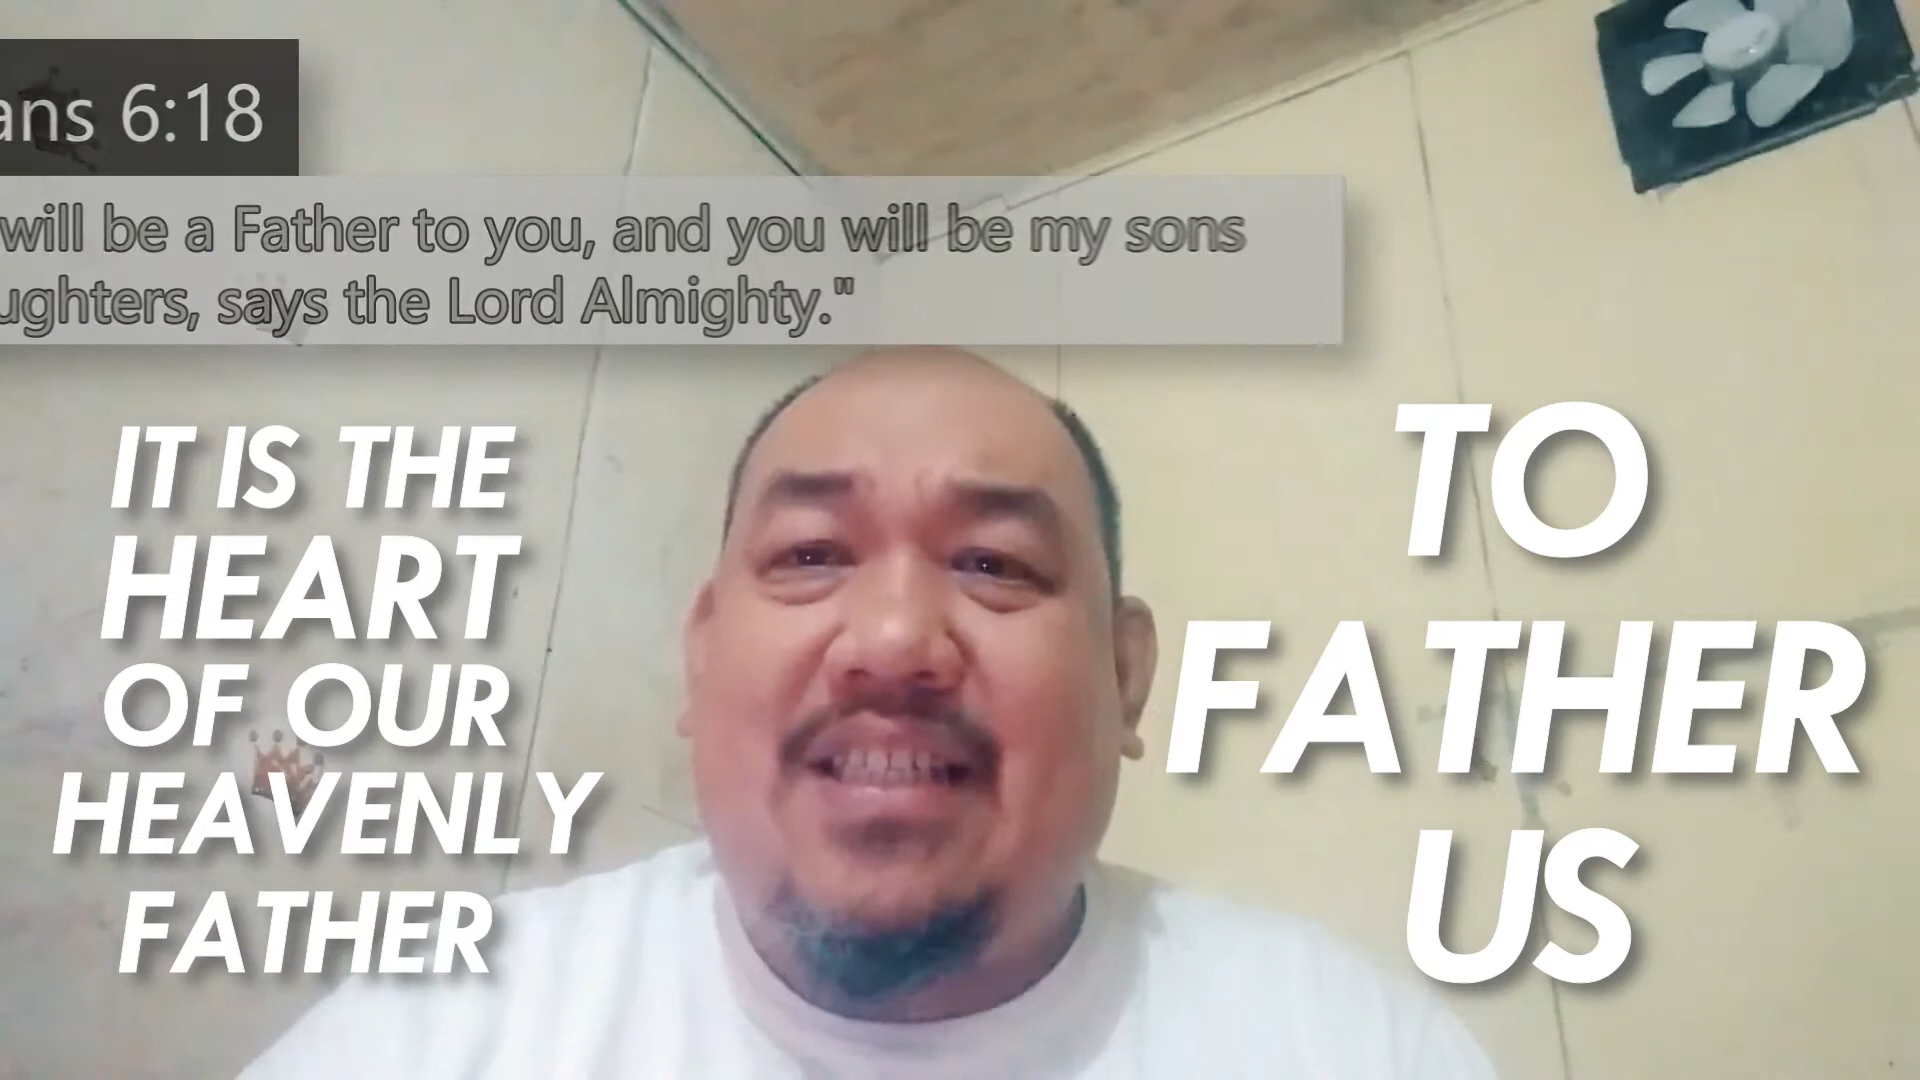 ans 6:18
will be a Father to you, and you will be my sons
ughters, says the Lord Almighty."
IT IS THE
HEART
OF OUR
HEAVENLY
FATHER
TO
FATHER
US